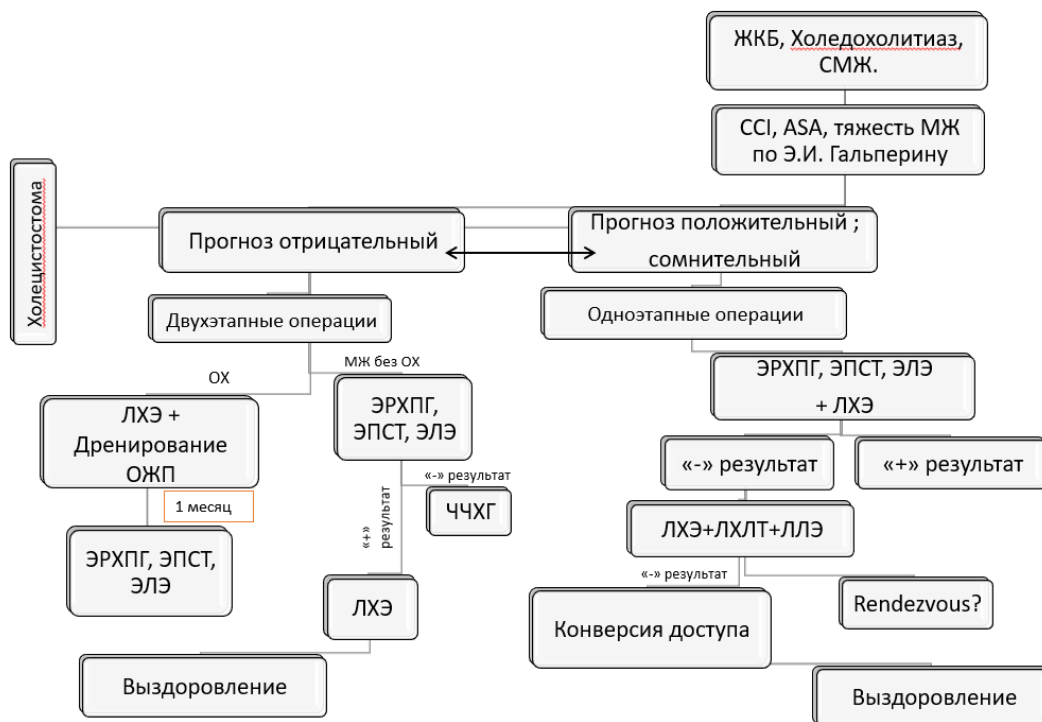 ЖКБ, Холедохолитиаз,
СМЖ.
CCI, ASA, тяжесть МЖ
по Э.И. Гальперину
Холецистостома
Прогноз отрицательный
Прогноз положительный ;
сомнительный
Двухэтапные операции
Одноэтапные операции
ОХ
МЖ без ОХ
ЛХЭ +
Дренирование
ОЖП
ЭРХПГ,
ЭПСТ, ЭЛЭ
ЭРХПГ, ЭПСТ, ЭЛЭ
+ ЛХЭ
«-» результат
«+» результат
«-» результат
ЧЧХГ
1 месяц
«+»
результат
ЭРХПГ, ЭПСТ,
ЭЛЭ
ЛХЭ+ЛХЛТ+ЛЛЭ
«-» результат
ЛХЭ
Rendezvous?
Конверсия доступа
Выздоровление
Выздоровление